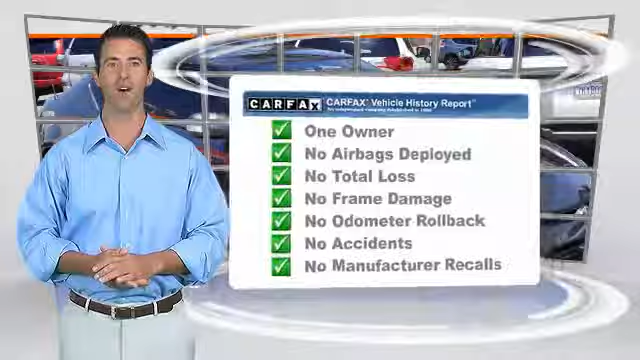 CARFAX CARFAX Vehicle History Report™
One Owner
No Airbags Deployed
No Total Loss
No Frame Damage
No Odometer Rollback
No Accidents
No Manufacturer Recalls